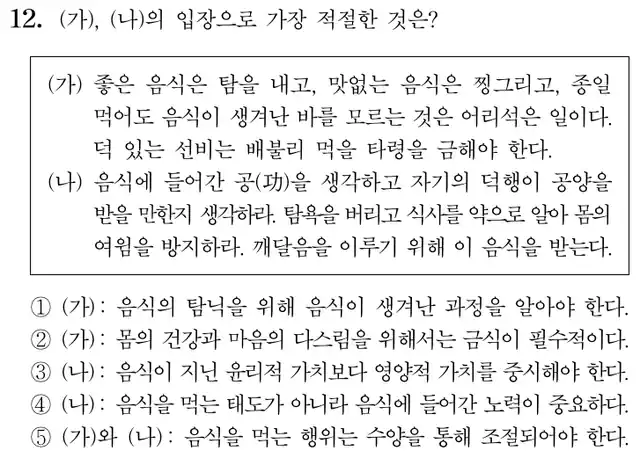 12. (가), (나)의 입장으로 가장 적절한 것은?
(가) 좋은 음식은 탐을 내고, 맛없는 음식은 찡그리고, 종일
먹어도 음식이 생겨난 바를 모르는 것은 어리석은 일이다.
덕 있는 선비는 배불리 먹을 타령을 금해야 한다.
(나) 음식에 들어간 공(功)을 생각하고 자기의 덕행이 공양을
받을 만한지 생각하라. 탐욕을 버리고 식사를 약으로 알아 몸의
여윔을 방지하라. 깨달음을 이루기 위해 이 음식을 받는다.
① (가): 음식의 탐닉을 위해 음식이 생겨난 과정을 알아야 한다.
② (가): 몸의 건강과 마음의 다스림을 위해서는 금식이 필수적이다.
③ (나): 음식이 지닌 윤리적 가치보다 영양적 가치를 중시해야 한다.
④ (나): 음식을 먹는 태도가 아니라 음식에 들어간 노력이 중요하다.
⑤ (가)와 (나): 음식을 먹는 행위는 수양을 통해 조절되어야 한다.